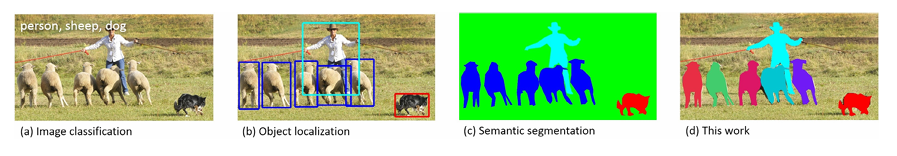 person, sheep, dog
(a) Image classification
(b) Object localization
(c) Semantic segmentation
(d) This work